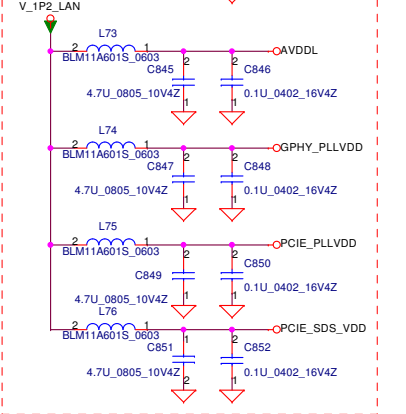 V_1P2_LAN
L73
2 1
BLM11A601S_0603
AVDDL
2 2
C845 C846
4.7U_0805_10V4Z 0.1U_0402_16V4Z
1 1
L74
2 1
BLM11A601S_0603
GPHY_PLLVDD
2 2
C847 C848
4.7U_0805_10V4Z 0.1U_0402_16V4Z
1 1
L75
2 1
BLM11A601S_0603
PCIE_PLLVDD
2 2
C849 C850
4.7U_0805_10V4Z 0.1U_0402_16V4Z
1 1
L76
2 1
BLM11A601S_0603
PCIE_SDS_VDD
1 2
C851 C852
4.7U_0805_10V4Z 0.1U_0402_16V4Z
2 1